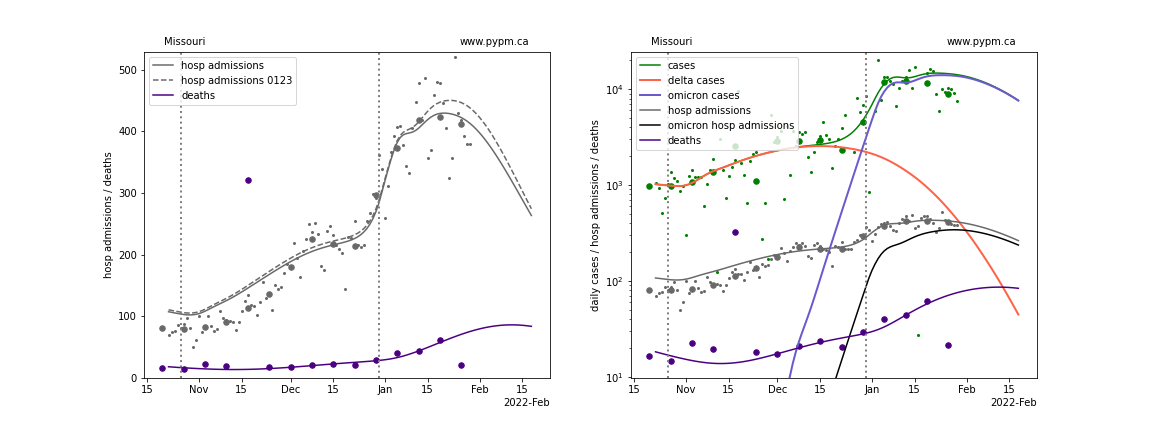 Missouri www.pypm.ca
hosp admissions
hosp admissions 0123
deaths
hosp admissions / deaths
500
400
300
200
100
0
15 Nov 15 Dec 15 Jan 15 Feb 15
2022-Feb
Missouri www.pypm.ca
cases
delta cases
omicron cases
hosp admissions
omicron hosp admissions
deaths
daily cases / hosp admissions / deaths
10⁴
10³
10²
10¹
15 Nov 15 Dec 15 Jan 15 Feb 15
2022-Feb